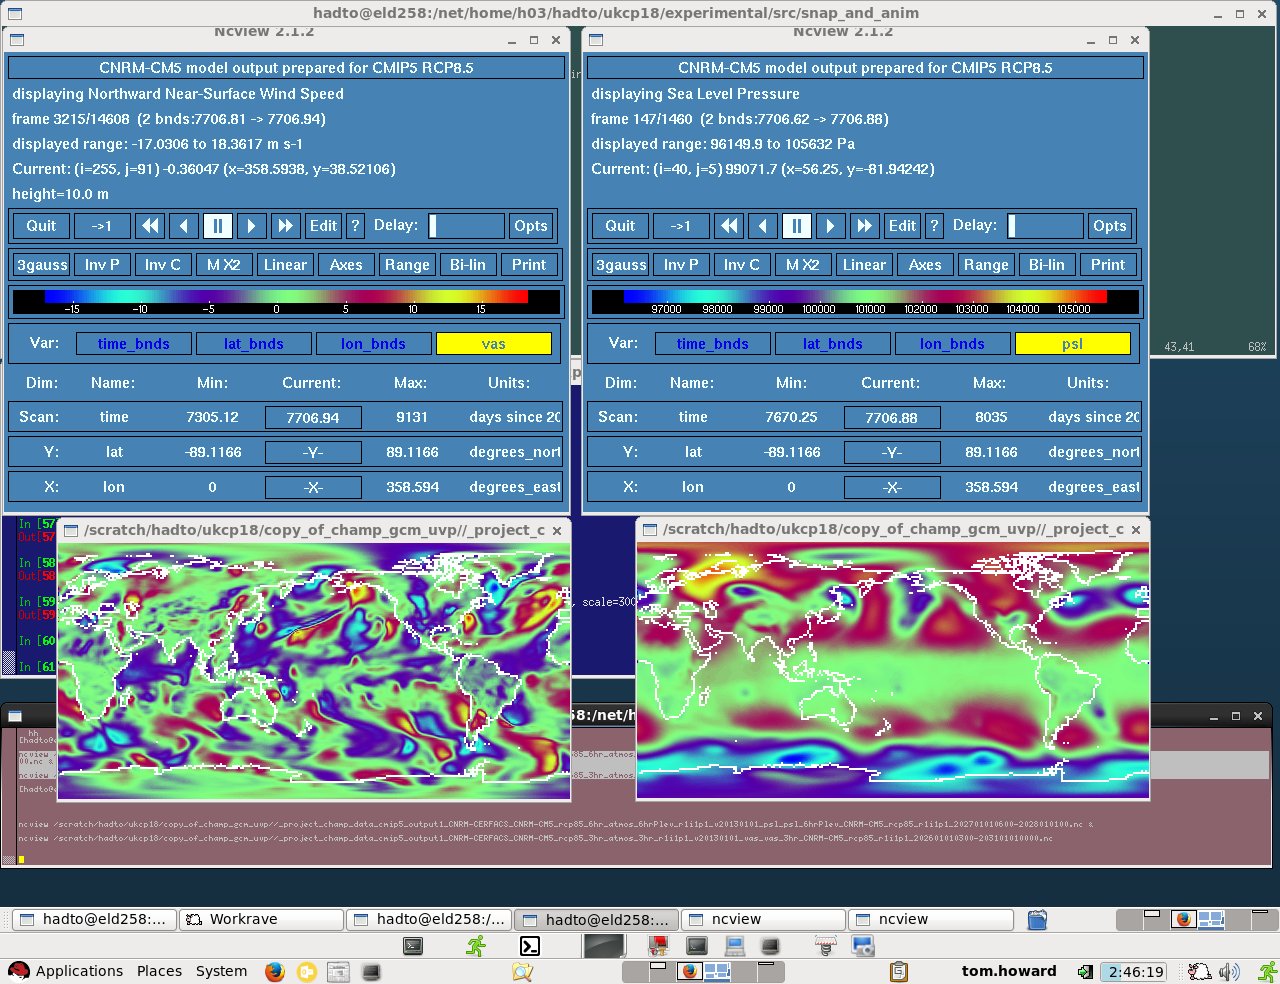 hadto@eld258:/net/home/h03/hadto/ukcp18/experimental/src/snap_and_anim
Ncview 2.1.2
CNRM-CM5 model output prepared for CMIP5 RCP8.5
displaying Northward Near-Surface Wind Speed
frame 3215/14608 (2 bnds:7706.81 -> 7706.94)
displayed range: -17.0306 to 18.3617 m s-1
Current: (i=255, j=91) -0.36047 (x=358.5938, y=38.52106)
height=10.0 m
Quit ->1 Edit ? Delay: Opts
3gauss Inv P Inv C M X2 Linear Axes Range Bi-lin Print
-15 -10 -5 0 5 10 15
Var: time_bnds lat_bnds lon_bnds vas
Dim: Name: Min: Current: Max: Units:
Scan: time 7305.12 7706.94 9131 days since 20
Y: lat -89.1166 -Y- 89.1166 degrees_nort
X: lon 0 -X- 358.594 degrees_east
Ncview 2.1.2
CNRM-CM5 model output prepared for CMIP5 RCP8.5
displaying Sea Level Pressure
frame 147/1460 (2 bnds:7706.62 -> 7706.88)
displayed range: 96149.9 to 105632 Pa
Current: (i=40, j=5) 99071.7 (x=56.25, y=-81.94242)
Quit ->1 Edit ? Delay: Opts
3gauss Inv P Inv C M X2 Linear Axes Range Bi-lin Print
97000 98000 99000 100000 101000 102000 103000 104000 105000
Var: time_bnds lat_bnds lon_bnds psl
Dim: Name: Min: Current: Max: Units:
Scan: time 7670.25 7706.88 8035 days since 20
Y: lat -89.1166 -Y- 89.1166 degrees_nort
X: lon 0 -X- 358.594 degrees_east
43,41 68%
In [57
Out[57
In [58
Out[58
In [59
Out[59
In [60
In [61
, scale=300
/scratch/hadto/ukcp18/copy_of_champ_gcm_uvp//_project_c
/scratch/hadto/ukcp18/copy_of_champ_gcm_uvp//_project_c
58:/net/h
hh
ncview /
00.nc &
ncview /
ncview /scratch/hadto/ukcp18/copy_of_champ_gcm_uvp//_project_champ_data_cmip5_output1_CNRM-CERFACS_CNRM-CM5_rcp85_6hr_atmos_6hrPlev_r1i1p1_v20130101_psl_psl_6hrPlev_CNRM-CM5_rcp85_r1i1p1_202701010600-2028010100.nc &
ncview /scratch/hadto/ukcp18/copy_of_champ_gcm_uvp//_project_champ_data_cmip5_output1_CNRM-CERFACS_CNRM-CM5_rcp85_3hr_atmos_3hr_r1i1p1_v20130101_vas_vas_3hr_CNRM-CM5_rcp85_r1i1p1_202601010300-203101010000.nc
hadto@eld258:... Workrave hadto@eld258:/... hadto@eld258:... ncview ncview
Applications Places System tom.howard 2:46:19